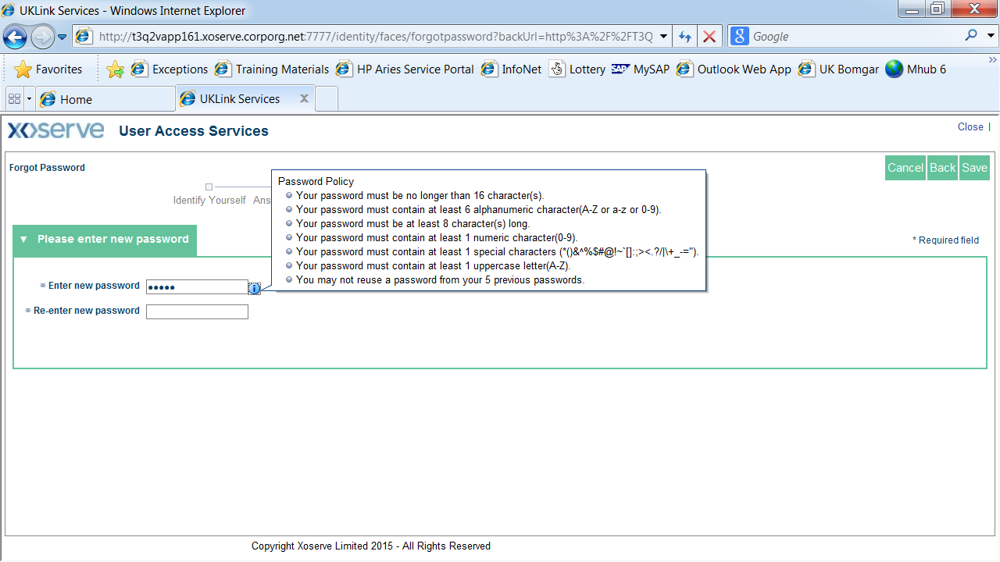 UKLink Services - Windows Internet Explorer
http://t3q2vapp161.xoserve.corporg.net:7777/identity/faces/forgotpassword?backUrl=http%3A%2F%2FT3Q
Google
Favorites Exceptions Training Materials HP Aries Service Portal InfoNet Lottery MySAP Outlook Web App UK Bomgar Mhub 6
Home UKLink Services
xoserve User Access Services Close |
Forgot Password Cancel Back Save
Identify Yourself Ans
Password Policy
Your password must be no longer than 16 character(s).
Your password must contain at least 6 alphanumeric character(A-Z or a-z or 0-9).
Your password must be at least 8 character(s) long.
Your password must contain at least 1 numeric character(0-9).
Your password must contain at least 1 special characters (*()&^%$#@!~`[]:;><.?/|\+_-=").
Your password must contain at least 1 uppercase letter(A-Z).
You may not reuse a password from your 5 previous passwords.
Please enter new password * Required field
* Enter new password •••••
* Re-enter new password
Copyright Xoserve Limited 2015 - All Rights Reserved